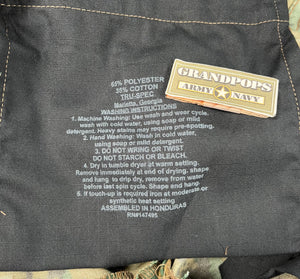 GRANDPOPS
ARMY NAVY
65% POLYESTER
35% COTTON
TRU-SPEC
Marietta, Georgia
WASHING INSTRUCTIONS
1. Machine Washing: Use wash and wear cycle.
wash with cold water, using soap or mild
detergent. Heavy stains may require pre-spotting.
2. Hand Washing: Wash in cold water,
using soap or mild detergent.
3. DO NOT WRING OR TWIST
DO NOT STARCH OR BLEACH.
4. Dry in tumble dryer at warm setting.
Remove immediately at end of drying, shape
and hang. to drip dry, remove from water
before last spin cycle. Shape and hang
5. If touch-up is required iron at moderate or
synthetic heat setting
ASSEMBLED IN HONDURAS
RN#147495